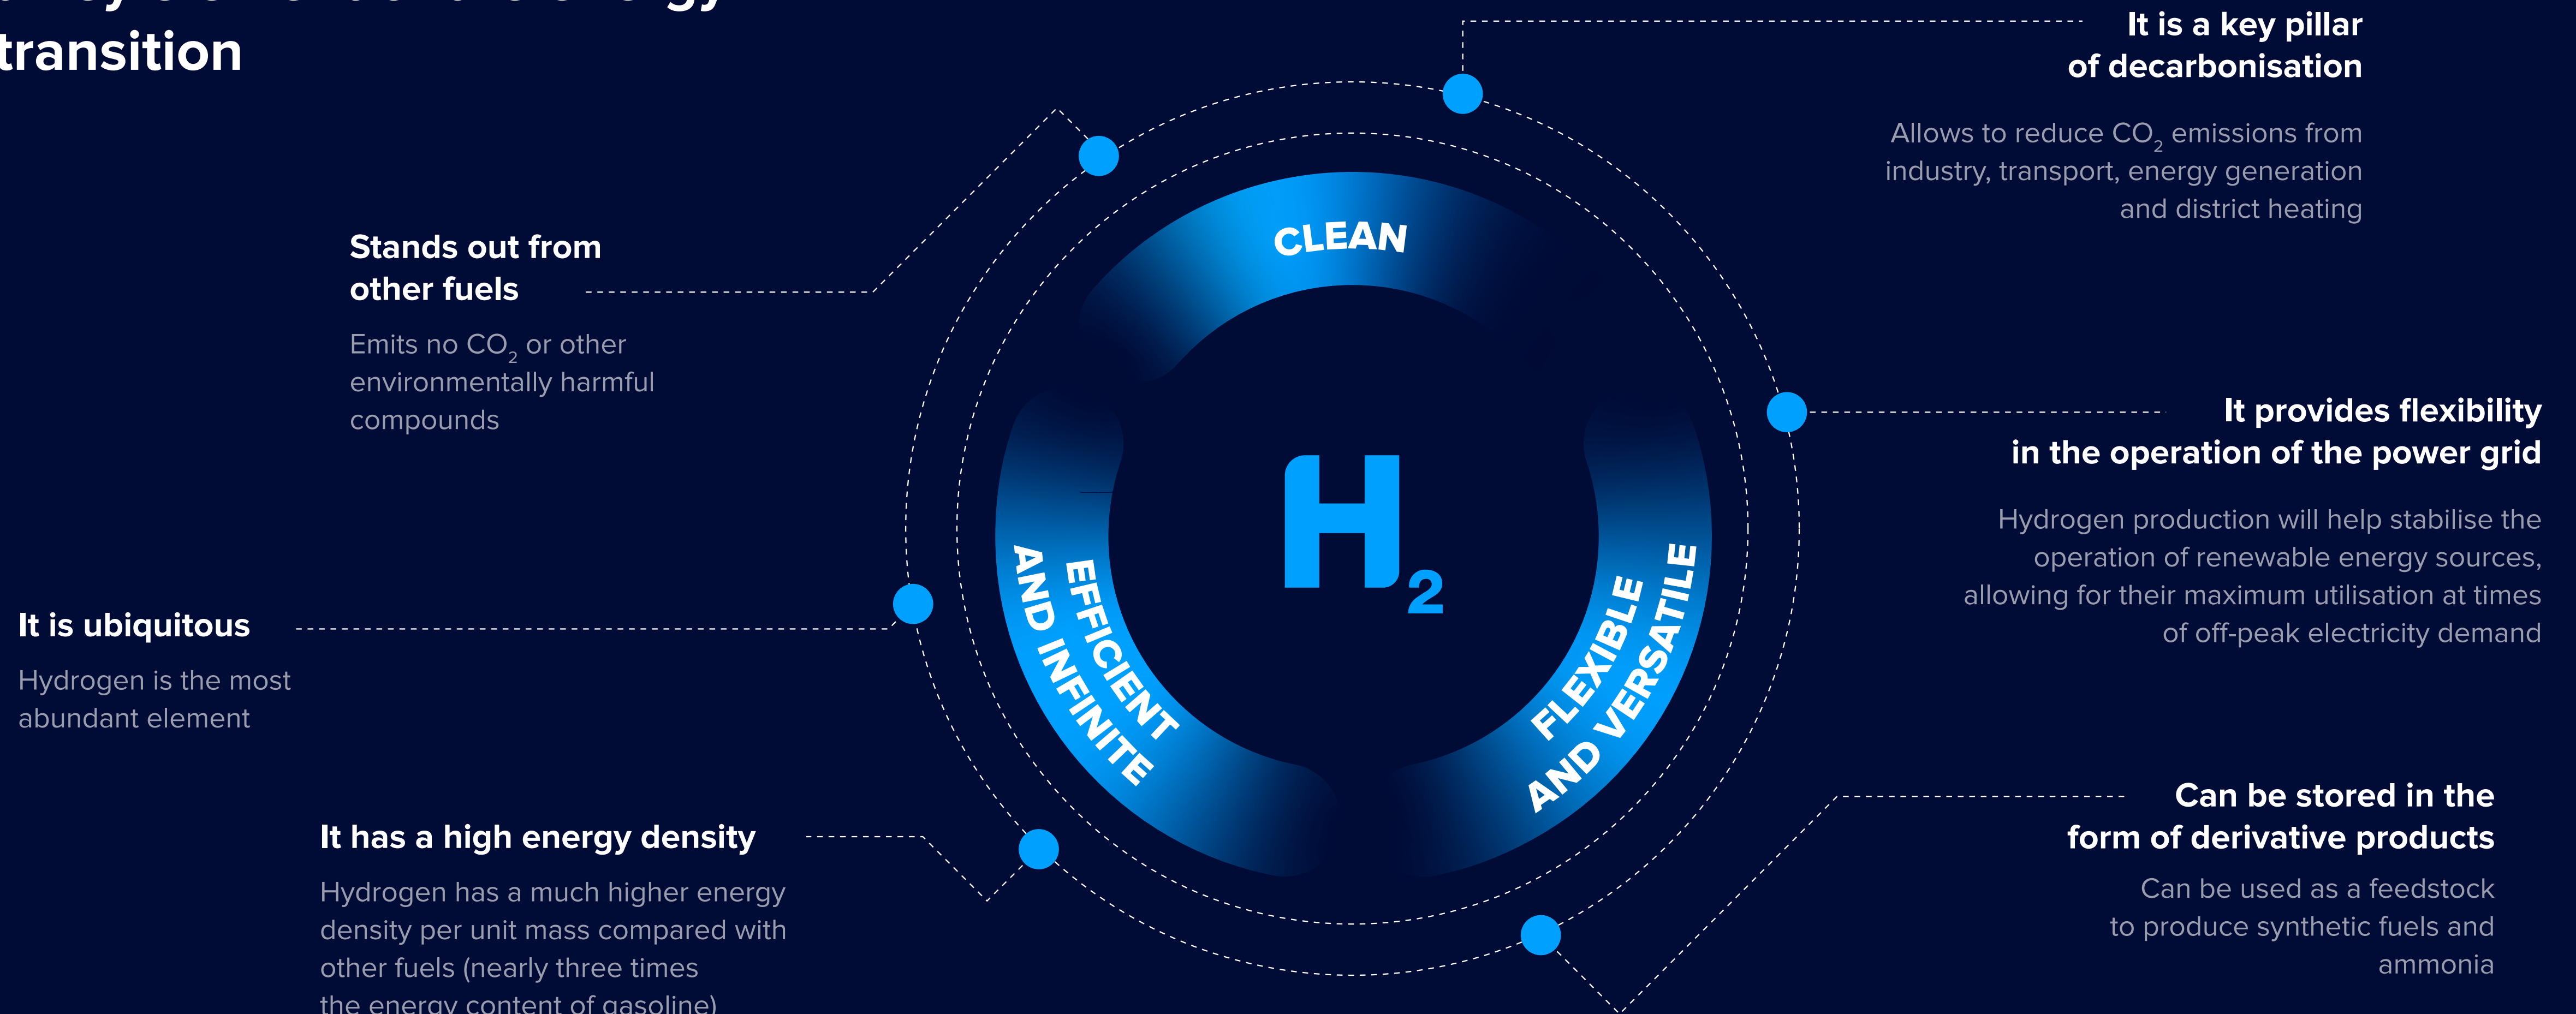 transition
It is a key pillar
of decarbonisation
Allows to reduce CO₂ emissions from
industry, transport, energy generation
and district heating
Stands out from
other fuels
Emits no CO₂ or other
environmentally harmful
compounds
CLEAN
It provides flexibility
in the operation of the power grid
Hydrogen production will help stabilise the
operation of renewable energy sources,
allowing for their maximum utilisation at times
of off-peak electricity demand
H₂
EFFICIENT
AND INFINITE
FLEXIBLE
AND VERSATILE
It is ubiquitous
Hydrogen is the most
abundant element
It has a high energy density
Hydrogen has a much higher energy
density per unit mass compared with
other fuels (nearly three times
the energy content of gasoline)
Can be stored in the
form of derivative products
Can be used as a feedstock
to produce synthetic fuels and
ammonia